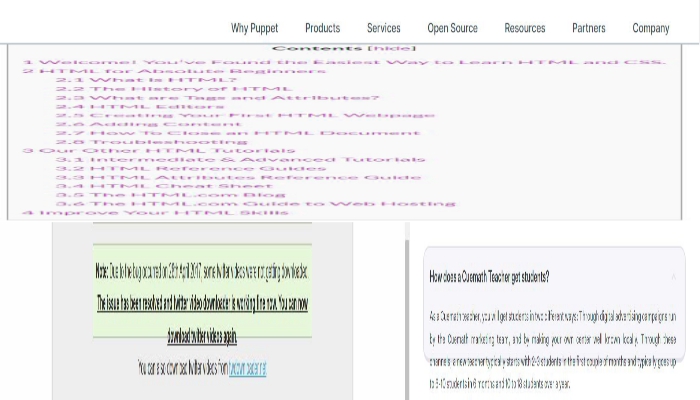 Why Puppet Products Services Open Source Resources Partners Company
Contents [hide]
1 Welcome! You've Found the Easiest Way to Learn HTML and CSS.
2 HTML for Absolute Beginners
2.1 What is HTML?
2.2 The History of HTML
2.3 What are Tags and Attributes?
2.4 HTML Editors
2.5 Creating Your First HTML Webpage
2.6 Adding Content
2.7 How To Close an HTML Document
2.8 Troubleshooting
3 Our Other HTML Tutorials
3.1 Intermediate & Advanced Tutorials
3.2 HTML Reference Guides
3.3 HTML Attributes Reference Guide
3.4 HTML Cheat Sheet
3.5 The HTML.com Blog
3.6 The HTML.com Guide to Web Hosting
4 Improve Your HTML Skills
Note: Due to the bug occurred on 28th April 2017, some twitter videos were not getting downloaded.
The issue has been resolved and twitter video downloader is working fine now. You can now
download twitter videos again.
You can also download twitter videos from twdownloader.net
How does a Cuemath Teacher get students?
As a Cuemath teacher, you will get students in two different ways: Through digital advertising campaigns run
by the Cuemath marketing team, and by making your own center well known locally. Through these
channels, a new teacher typically starts with 2-3 students in the first couple of months and typically goes up
to 6-10 students in 6 months and 10 to 18 students over a year.